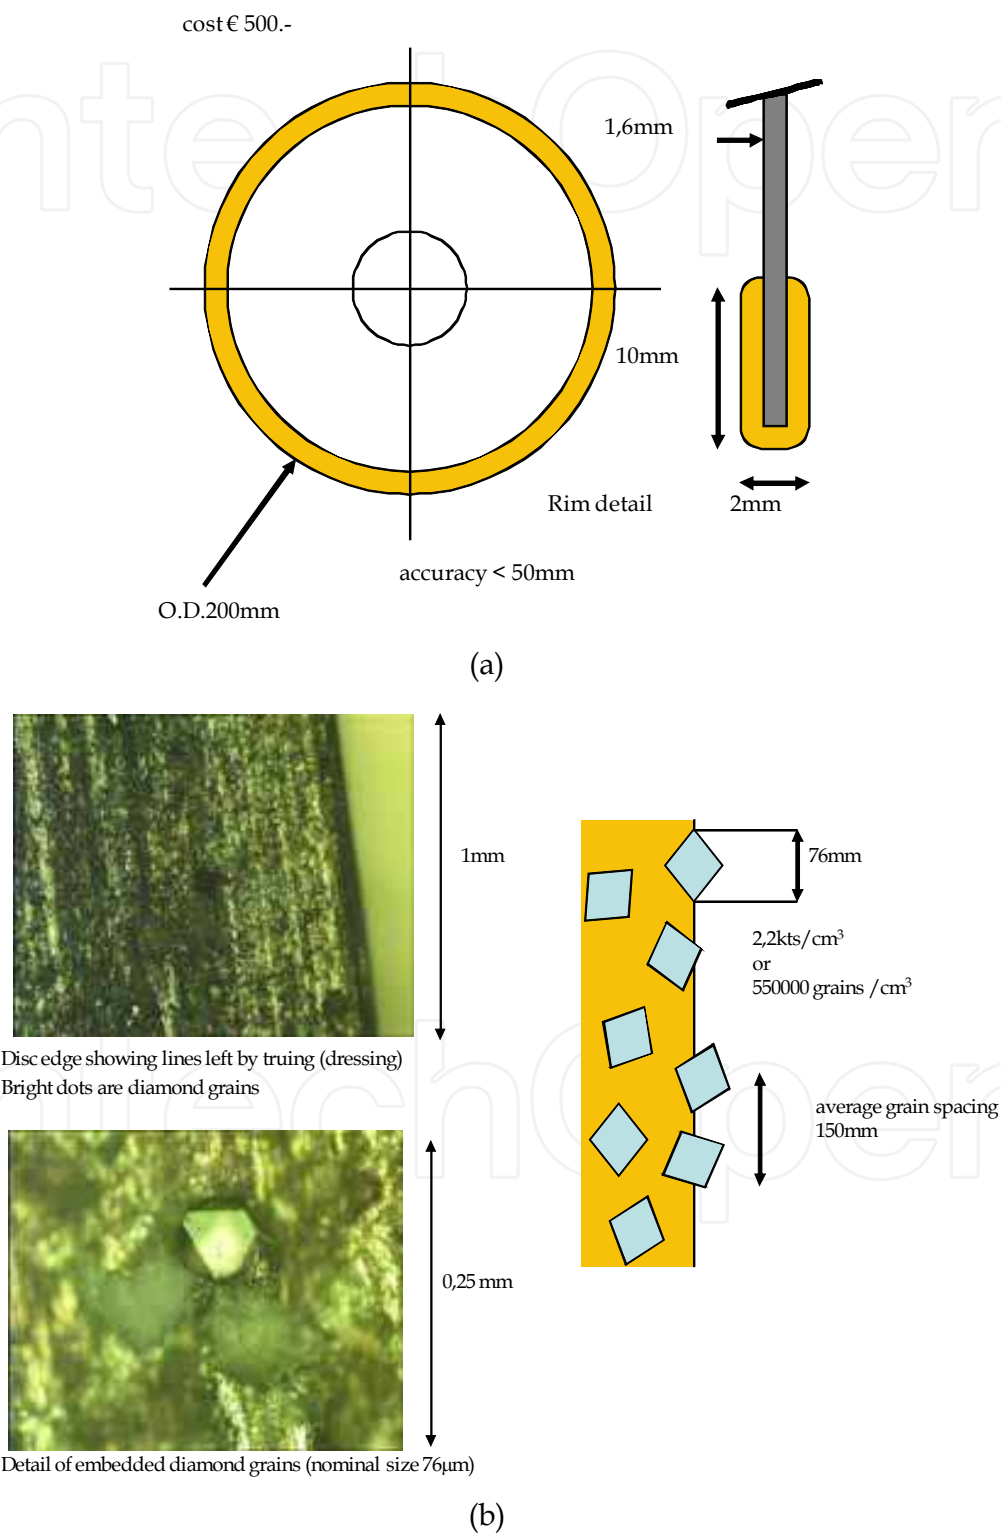 cost € 500.-
1,6mm
10mm
Rim detail
2mm
accuracy < 50mm
O.D.200mm
(a)
1mm
76mm
2,2kts/cm³
or
550000 grains /cm³
Disc edge showing lines left by truing (dressing)
Bright dots are diamond grains
average grain spacing
150mm
0,25 mm
Detail of embedded diamond grains (nominal size 76µm)
(b)
IntechOpen
IntechOpen